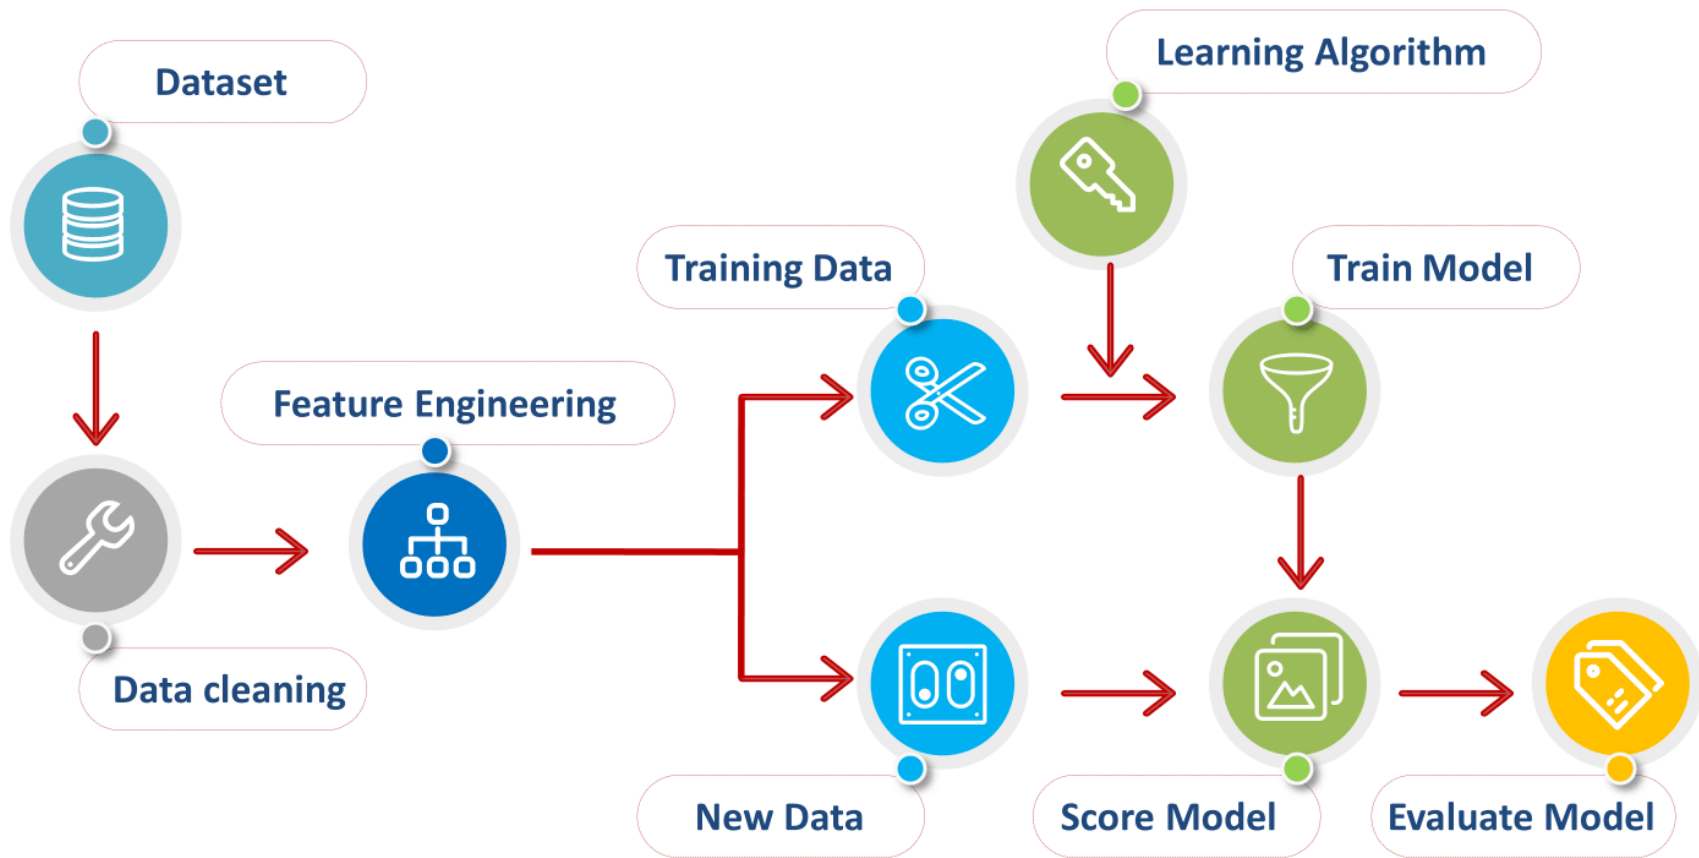 Learning Algorithm
Dataset
Training Data
Train Model
Feature Engineering
Data cleaning
New Data
Score Model
Evaluate Model